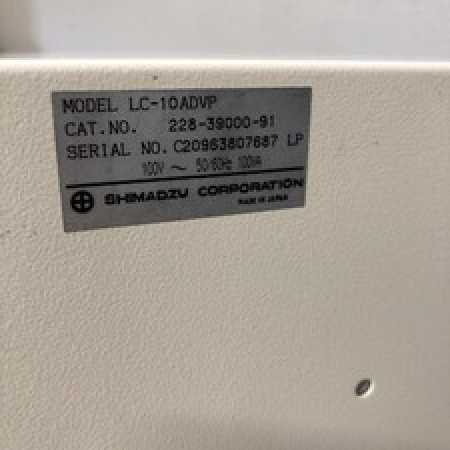 MODEL LC-10ADVP
CAT.NO. 228-39000-91
SERIAL NO. C20963807687 LP
100V ~ 50/60Hz 100VA
SHIMADZU CORPORATION
MADE IN JAPAN